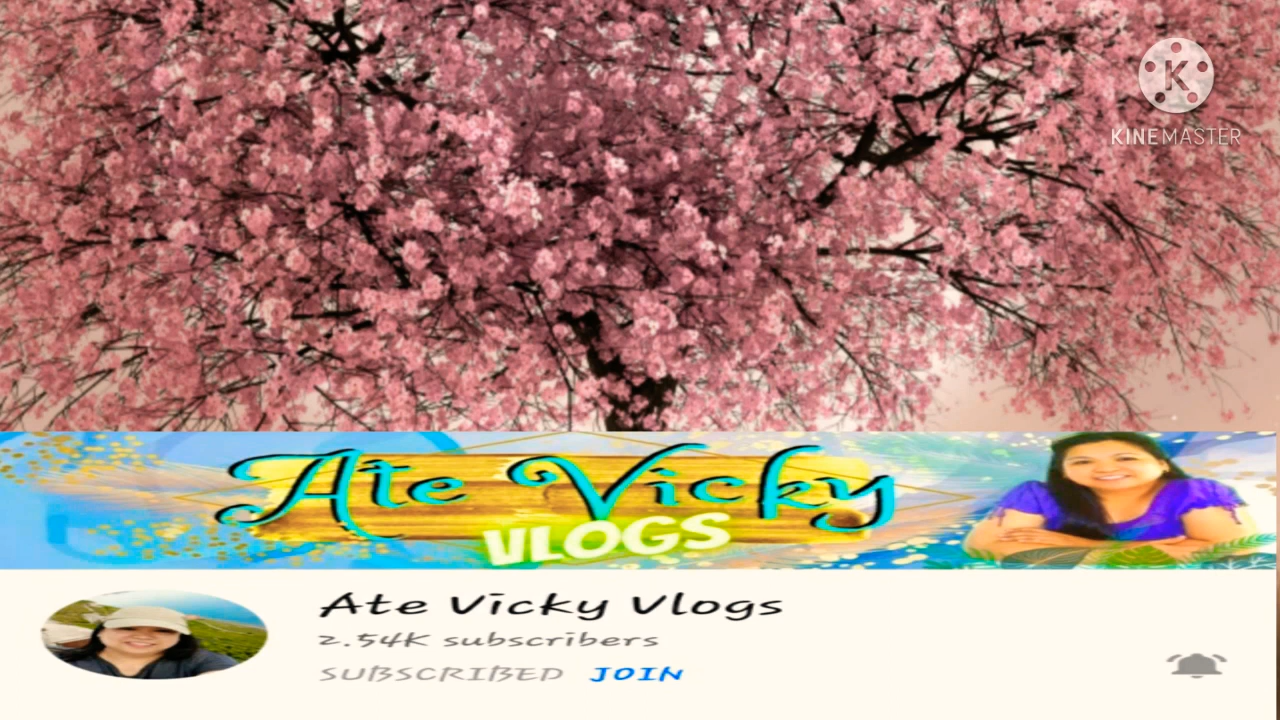 K
KINEMASTER
Ate Vicky
VLOGS
Ate Vicky Vlogs
2.54K subscribers
SUBSCRIBED JOIN